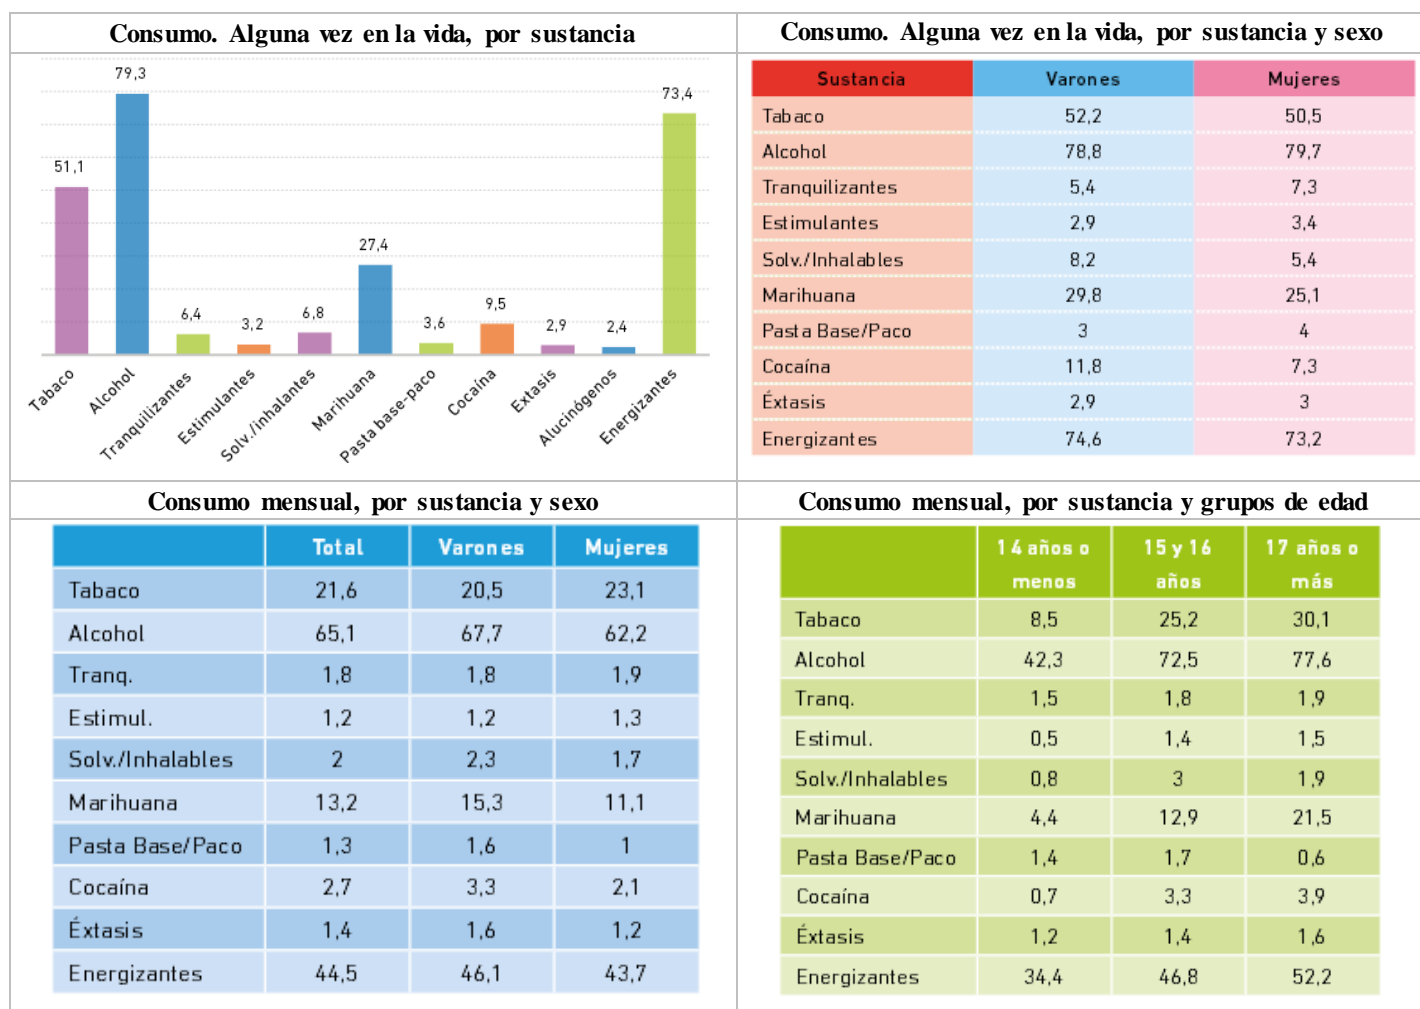 Consumo. Alguna vez en la vida, por sustancia
79,3
73,4
51,1
27,4
6,4
3,2
6,8
3,6
9,5
2,9
2,4
Tabaco
Alcohol
Tranquilizantes
Estimulantes
Solv./inhalantes
Marihuana
Pasta base-paco
Cocaína
Extasis
Alucinógenos
Energizantes
Consumo. Alguna vez en la vida, por sustancia y sexo
Sustancia Varones Mujeres
Tabaco 52,2 50,5
Alcohol 78,8 79,7
Tranquilizantes 5,4 7,3
Estimulantes 2,9 3,4
Solv./Inhalables 8,2 5,4
Marihuana 29,8 25,1
Pasta Base/Paco 3 4
Cocaína 11,8 7,3
Éxtasis 2,9 3
Energizantes 74,6 73,2
Consumo mensual, por sustancia y sexo
Total Varones Mujeres
Tabaco 21,6 20,5 23,1
Alcohol 65,1 67,7 62,2
Tranq. 1,8 1,8 1,9
Estimul. 1,2 1,2 1,3
Solv./Inhalables 2 2,3 1,7
Marihuana 13,2 15,3 11,1
Pasta Base/Paco 1,3 1,6 1
Cocaína 2,7 3,3 2,1
Éxtasis 1,4 1,6 1,2
Energizantes 44,5 46,1 43,7
Consumo mensual, por sustancia y grupos de edad
14 años o 15 y 16 17 años o
menos años más
Tabaco 8,5 25,2 30,1
Alcohol 42,3 72,5 77,6
Tranq. 1,5 1,8 1,9
Estimul. 0,5 1,4 1,5
Solv./Inhalables 0,8 3 1,9
Marihuana 4,4 12,9 21,5
Pasta Base/Paco 1,4 1,7 0,6
Cocaína 0,7 3,3 3,9
Éxtasis 1,2 1,4 1,6
Energizantes 34,4 46,8 52,2